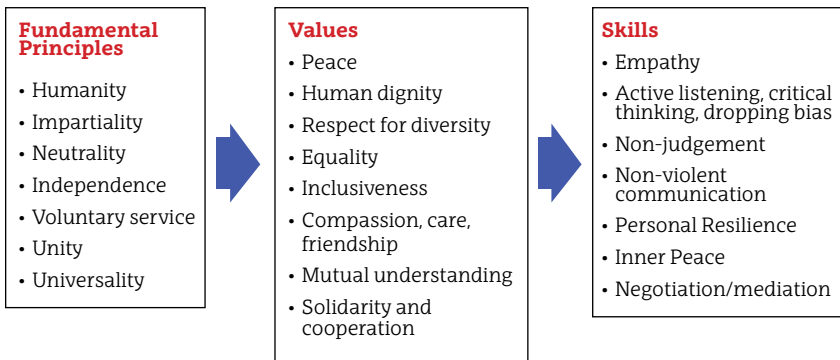 Fundamental
Principles
• Humanity
• Impartiality
• Neutrality
• Independence
• Voluntary service
• Unity
• Universality
Values
• Peace
• Human dignity
• Respect for diversity
• Equality
• Inclusiveness
• Compassion, care,
friendship
• Mutual understanding
• Solidarity and
cooperation
Skills
• Empathy
• Active listening, critical
thinking, dropping bias
• Non-judgement
• Non-violent
communication
• Personal Resilience
• Inner Peace
• Negotiation/mediation